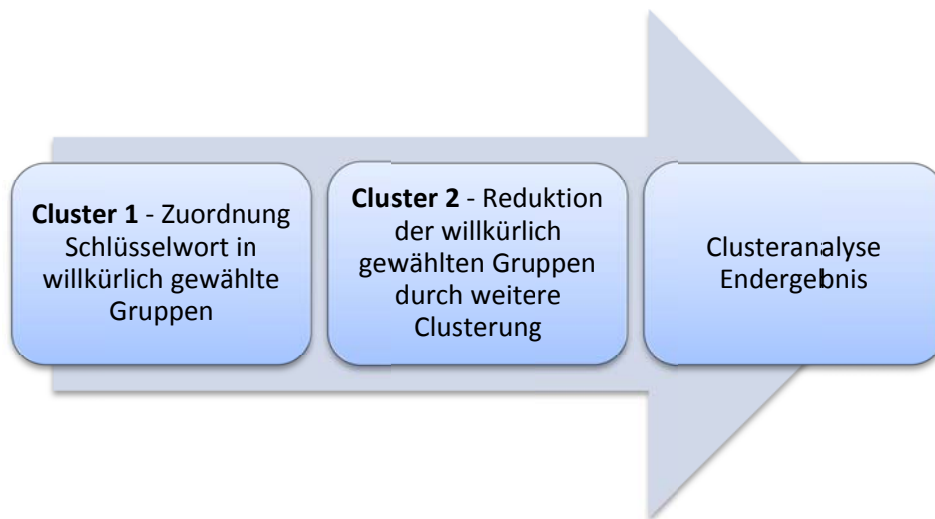 Cluster 1 - Zuordnung
Schlüsselwort in
willkürlich gewählte
Gruppen
Cluster 2 - Reduktion
der willkürlich
gewählten Gruppen
durch weitere
Clusterung
Clusteranalyse
Endergebnis